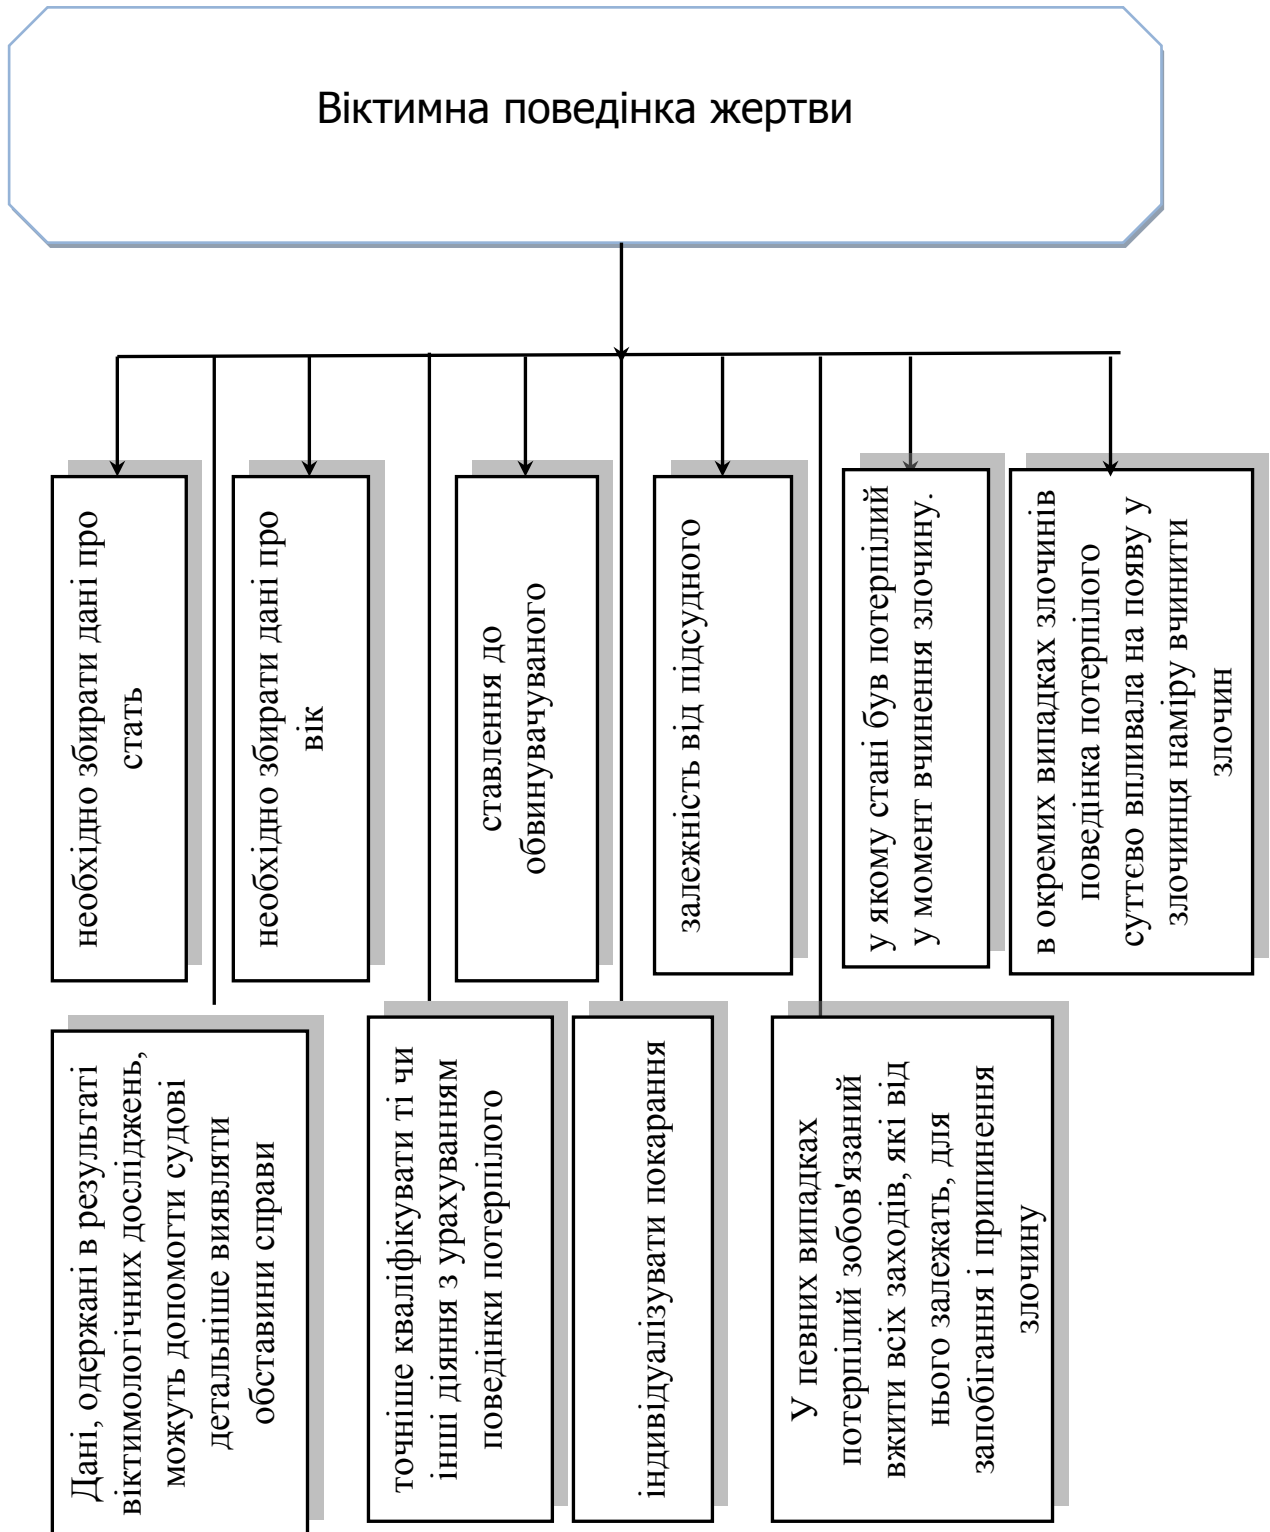 Віктимна поведінка жертви
необхідно збирати дані про
стать
необхідно збирати дані про
вік
ставлення до
обвинувачуваного
залежність від підсудного
у якому стані був потерпілий
у момент вчинення злочину.
в окремих випадках злочинів
поведінка потерпілого
суттєво впливала на появу у
злочинця наміру вчинити
злочин
Дані, одержані в результаті
віктимологічних досліджень,
можуть допомогти судові
детальніше виявляти
обставини справи
точніше кваліфікувати ті чи
інші діяння з урахуванням
поведінки потерпілого
індивідуалізувати покарання
У певних випадках
потерпілий зобов'язаний
вжити всіх заходів, які від
нього залежать, для
запобігання і припинення
злочину